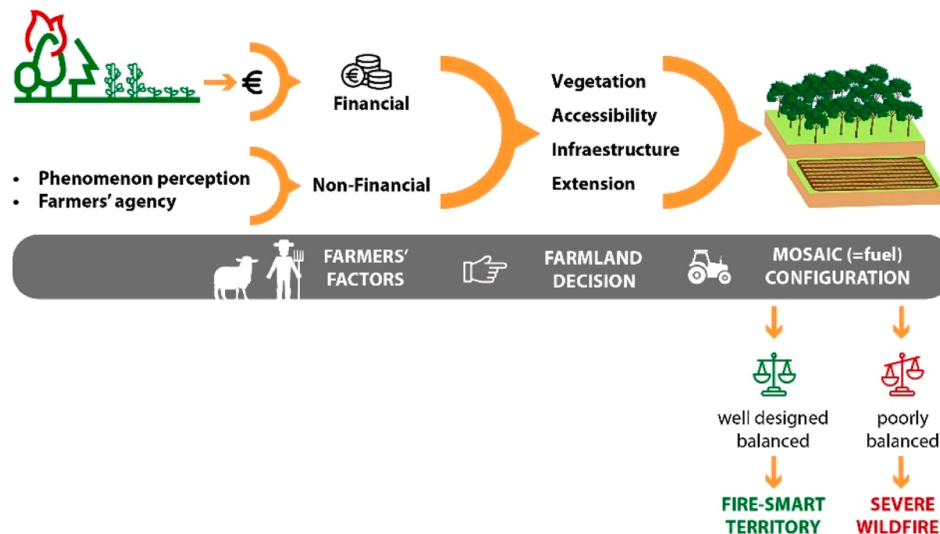 €
€
Financial
• Phenomenon perception
• Farmers' agency
Non-Financial
Vegetation
Accessibility
Infraestructure
Extension
FARMERS'
FACTORS
FARMLAND
DECISION
MOSAIC (=fuel)
CONFIGURATION
well designed
balanced
poorly
balanced
FIRE-SMART
TERRITORY
SEVERE
WILDFIRE